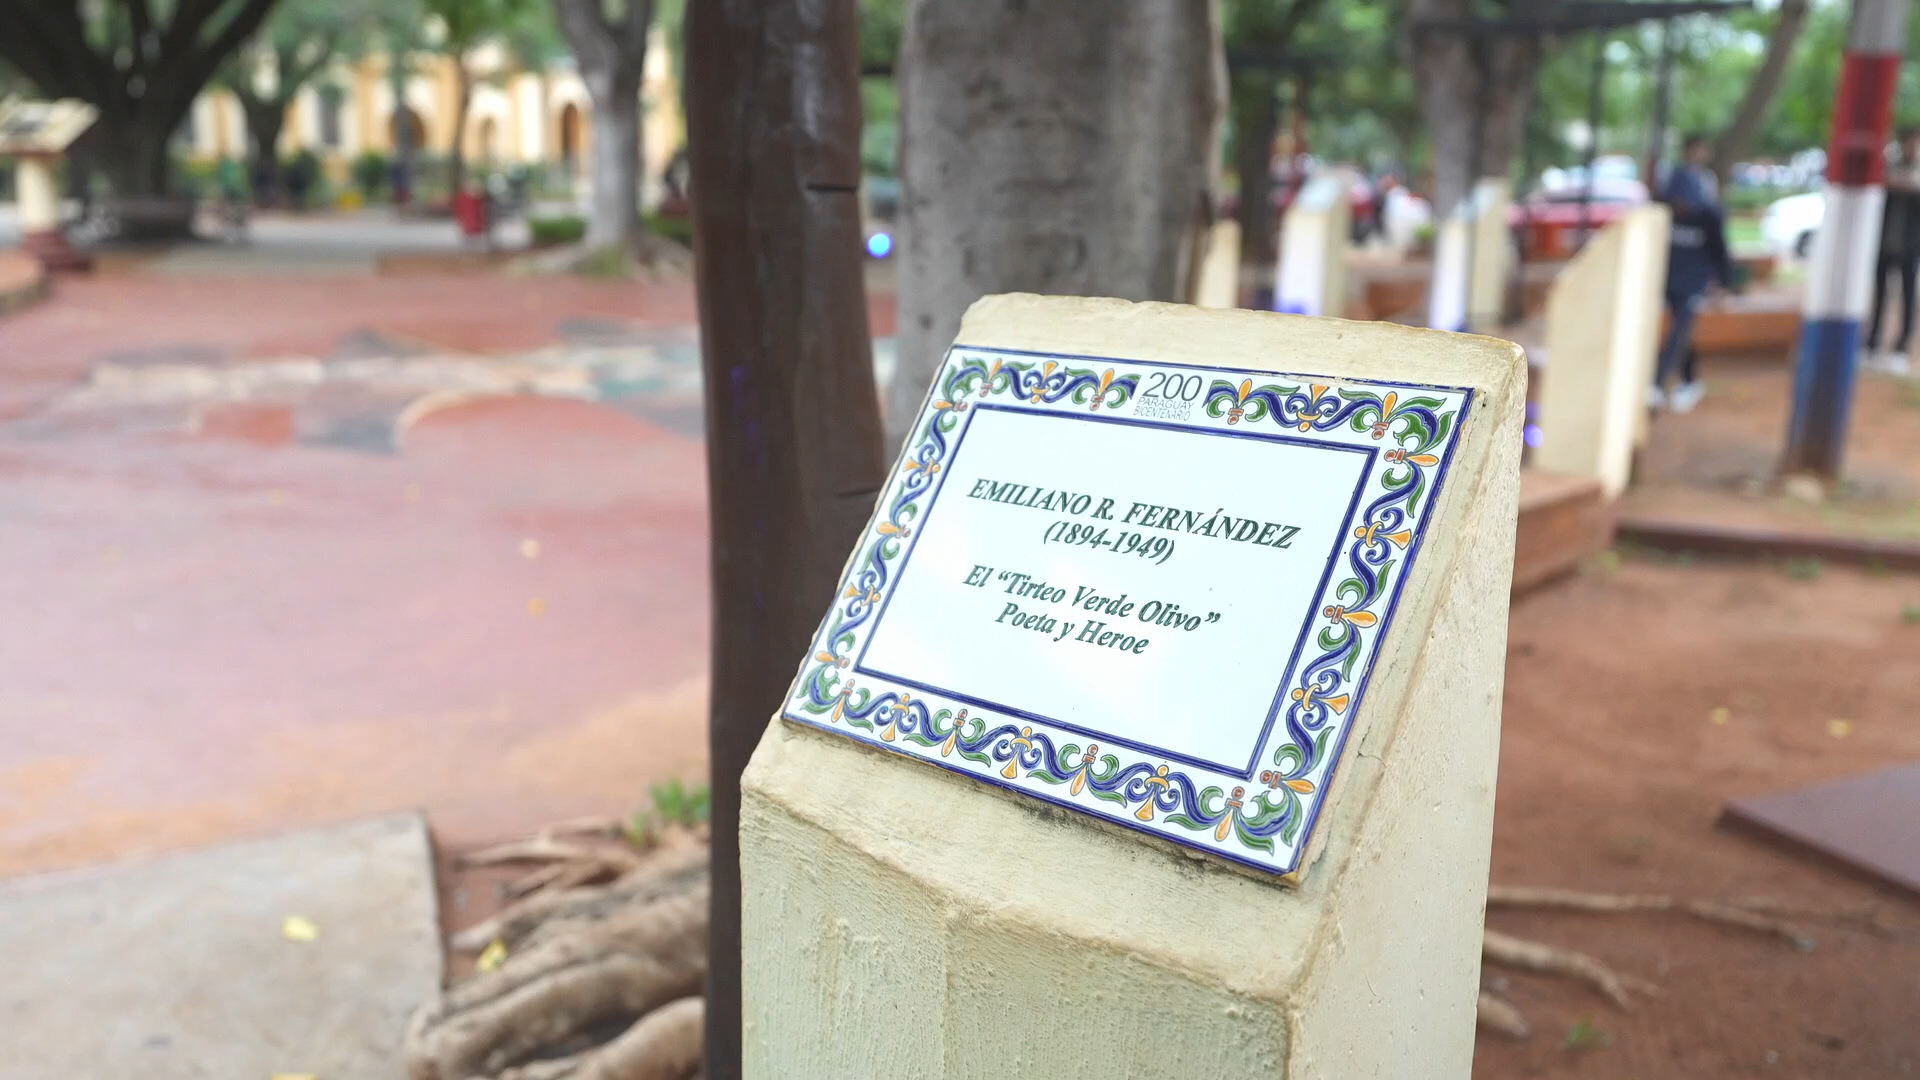 200
PARAGUAY
BICENTENARIO
EMILIANO R. FERNÁNDEZ
(1894-1949)
El “Tirteo Verde Olivo”
Poeta y Heroe